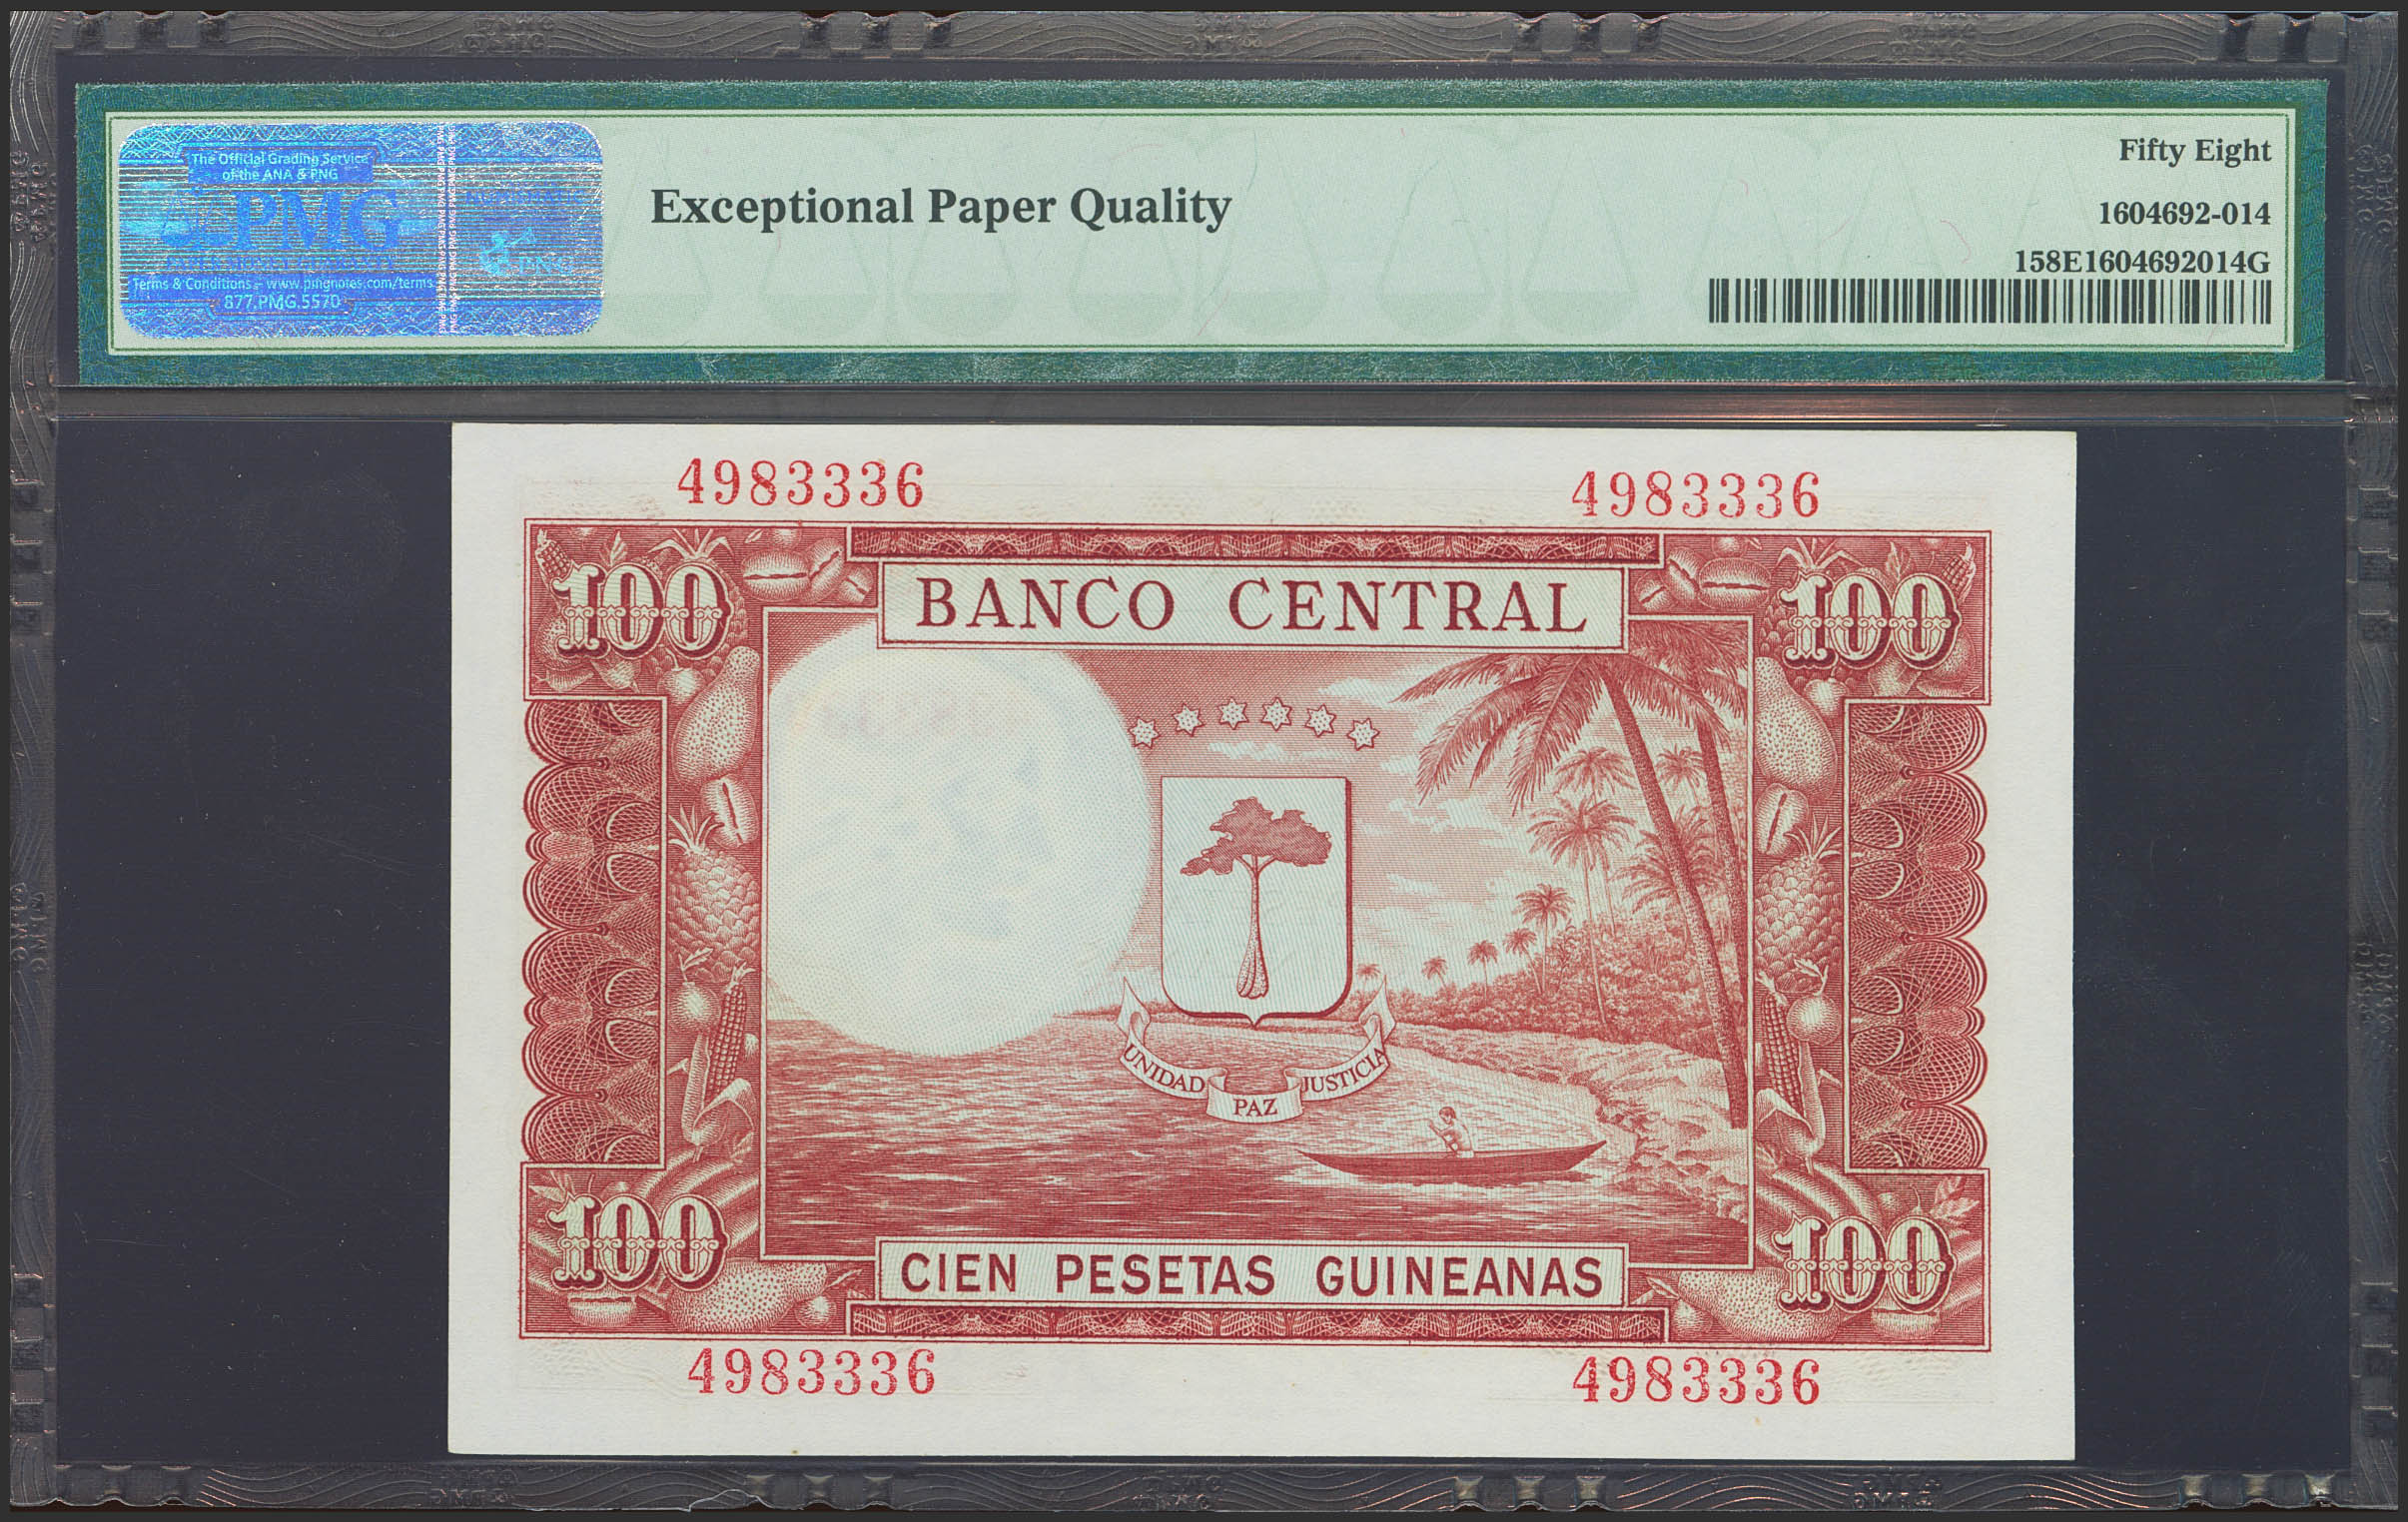 The Official Grading Service
of the ANA & PNG
PMG
Terms & Conditions - www.pmgnotes.com/terms
877.PMG.5570
Exceptional Paper Quality
Fifty Eight
1604692-014
158E1604692014G
4983336 4983336
100 100
BANCO CENTRAL
UNIDAD PAZ JUSTICIA
100 100
CIEN PESETAS GUINEANAS
4983336 4983336